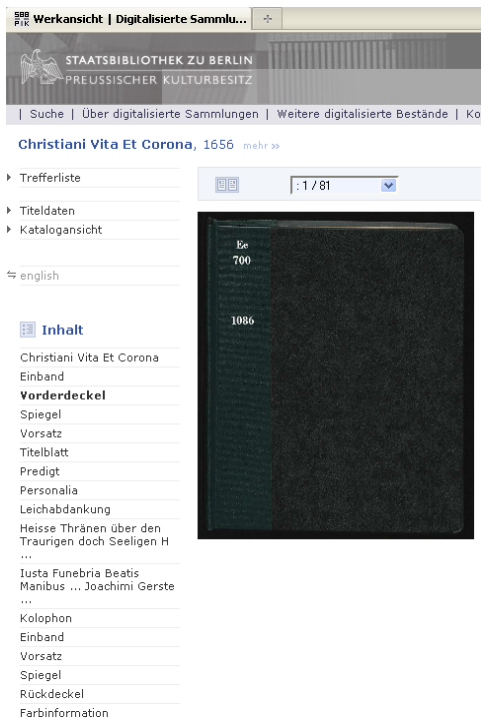 SBB
PIK
Werkansicht | Digitalisierte Sammlu...
STAATSBIBLIOTHEK ZU BERLIN
PREUSSISCHER KULTURBESITZ
| Suche | Über digitalisierte Sammlungen | Weitere digitalisierte Bestände | Ko
Christiani Vita Et Corona, 1656 mehr »
Trefferliste
: 1 / 81
Titeldaten
Katalogansicht
english
Ee
700
1086
Inhalt
Christiani Vita Et Corona
Einband
Vorderdeckel
Spiegel
Vorsatz
Titelblatt
Predigt
Personalia
Leichabdankung
Heisse Thränen über den
Traurigen doch Seeligen H
...
Iusta Funebria Beatis
Manibus ... Joachimi Gerste
...
Kolophon
Einband
Vorsatz
Spiegel
Rückdeckel
Farbinformation